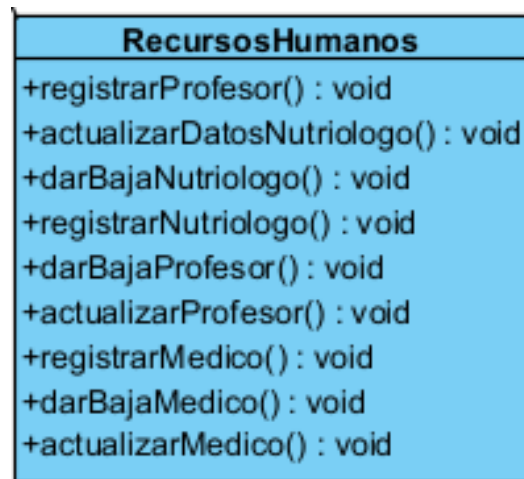 RecursosHumanos
+registrarProfesor() : void
+actualizarDatosNutriologo() : void
+darBajaNutriologo() : void
+registrarNutriologo() : void
+darBajaProfesor() : void
+actualizarProfesor() : void
+registrarMedico() : void
+darBajaMedico() : void
+actualizarMedico() : void